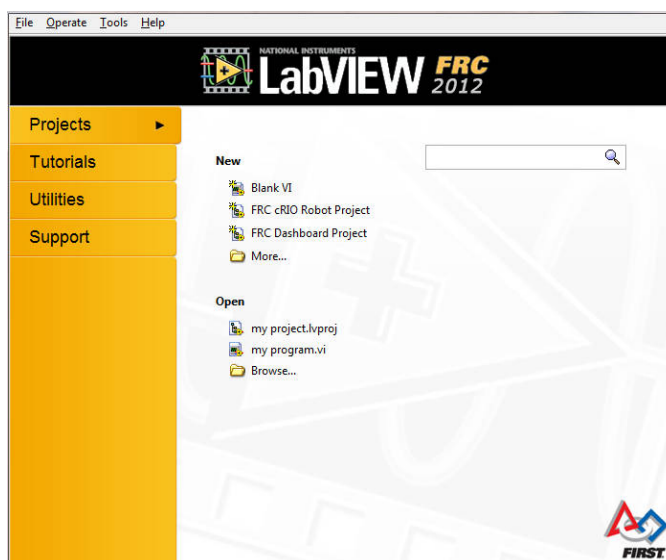 File Operate Tools Help
NATIONAL INSTRUMENTS
LabVIEW FRC 2012
Projects
Tutorials
Utilities
Support
New
Blank VI
FRC cRIO Robot Project
FRC Dashboard Project
More...
Open
my project.lvproj
my program.vi
Browse...
FIRST